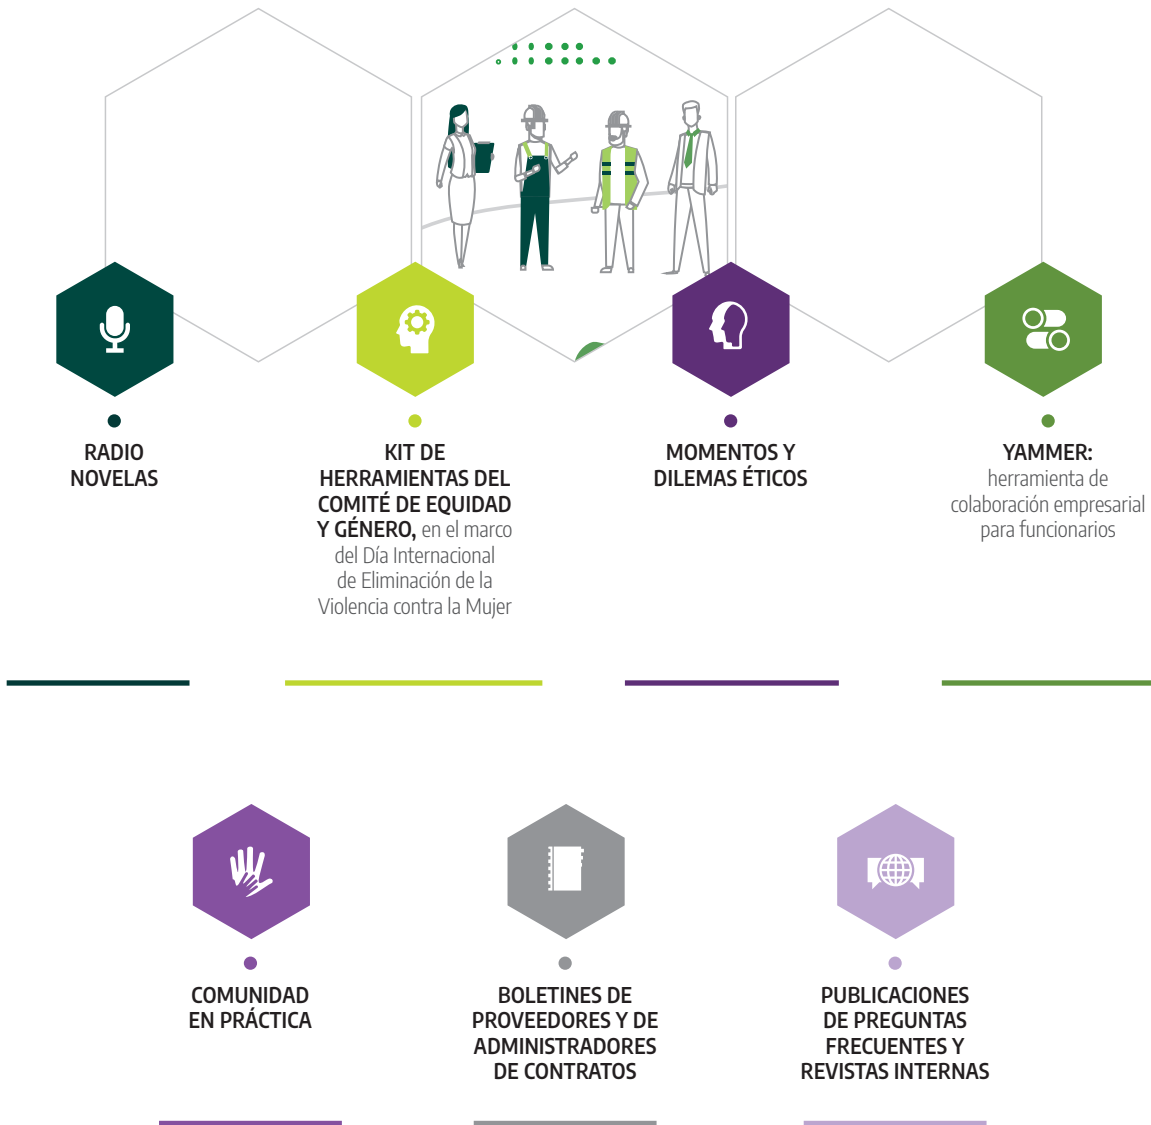 RADIO
NOVELAS
KIT DE
HERRAMIENTAS DEL
COMITÉ DE EQUIDAD
Y GÉNERO, en el marco
del Día Internacional
de Eliminación de la
Violencia contra la Mujer
MOMENTOS Y
DILEMAS ÉTICOS
YAMMER:
herramienta de
colaboración empresarial
para funcionarios
COMUNIDAD
EN PRÁCTICA
BOLETINES DE
PROVEEDORES Y DE
ADMINISTRADORES
DE CONTRATOS
PUBLICACIONES
DE PREGUNTAS
FRECUENTES Y
REVISTAS INTERNAS